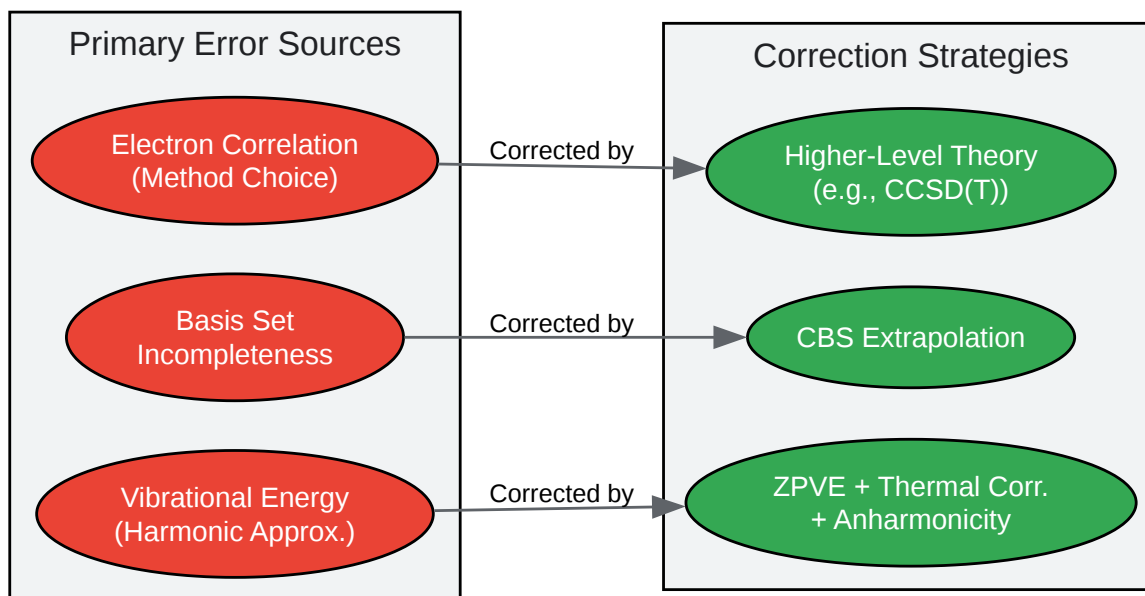 Primary Error Sources
Correction Strategies
Electron Correlation
(Method Choice)
Corrected by
Higher-Level Theory
(e.g., CCSD(T))
Basis Set
Incompleteness
Corrected by
CBS Extrapolation
Vibrational Energy
(Harmonic Approx.)
Corrected by
ZPVE + Thermal Corr.
+ Anharmonicity